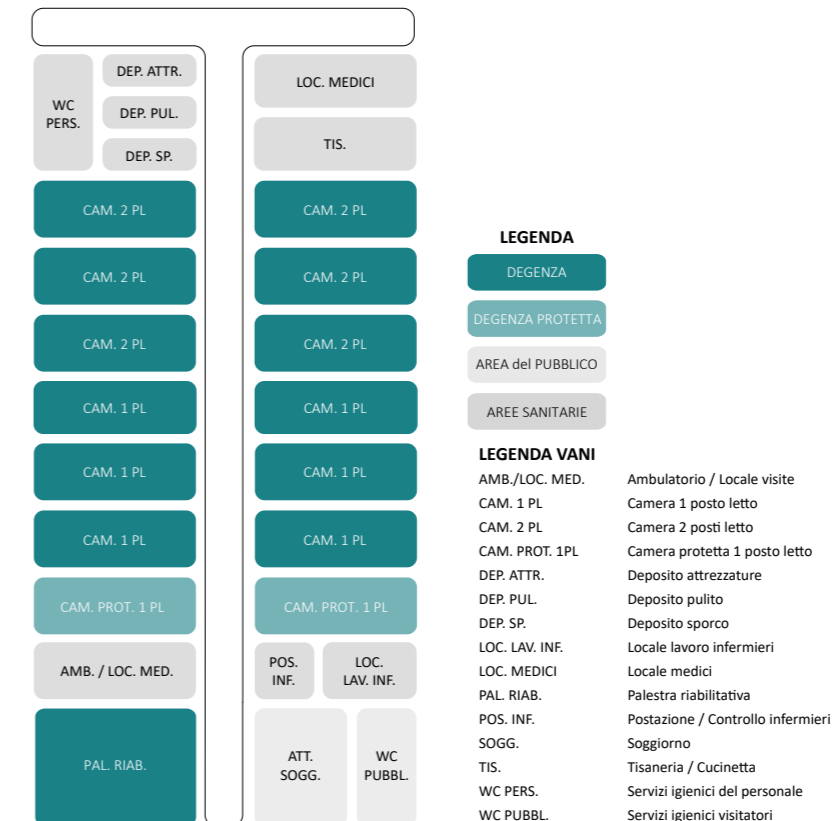 DEP. ATTR.
WC
PERS.
DEP. PUL.
DEP. SP.
CAM. 2 PL
CAM. 2 PL
CAM. 2 PL
CAM. 1 PL
CAM. 1 PL
CAM. 1 PL
CAM. PROT. 1 PL
AMB. / LOC. MED.
PAL. RIAB.
LOC. MEDICI
TIS.
CAM. 2 PL
CAM. 2 PL
CAM. 2 PL
CAM. 1 PL
CAM. 1 PL
CAM. 1 PL
CAM. PROT. 1 PL
POS.
INF.
LOC.
LAV. INF.
ATT.
SOGG.
WC
PUBBL.
LEGENDA
DEGENZA
DEGENZA PROTETTA
AREA del PUBBLICO
AREE SANITARIE
LEGENDA VANI
AMB./LOC. MED. Ambulatorio / Locale visite
CAM. 1 PL Camera 1 posto letto
CAM. 2 PL Camera 2 posti letto
CAM. PROT. 1PL Camera protetta 1 posto letto
DEP. ATTR. Deposito attrezzature
DEP. PUL. Deposito pulito
DEP. SP. Deposito sporco
LOC. LAV. INF. Locale lavoro infermieri
LOC. MEDICI Locale medici
PAL. RIAB. Palestra riabilitativa
POS. INF. Postazione / Controllo infermieri
SOGG. Soggiorno
TIS. Tisaneria / Cucinetta
WC PERS. Servizi igienici del personale
WC PUBBL. Servizi igienici visitatori